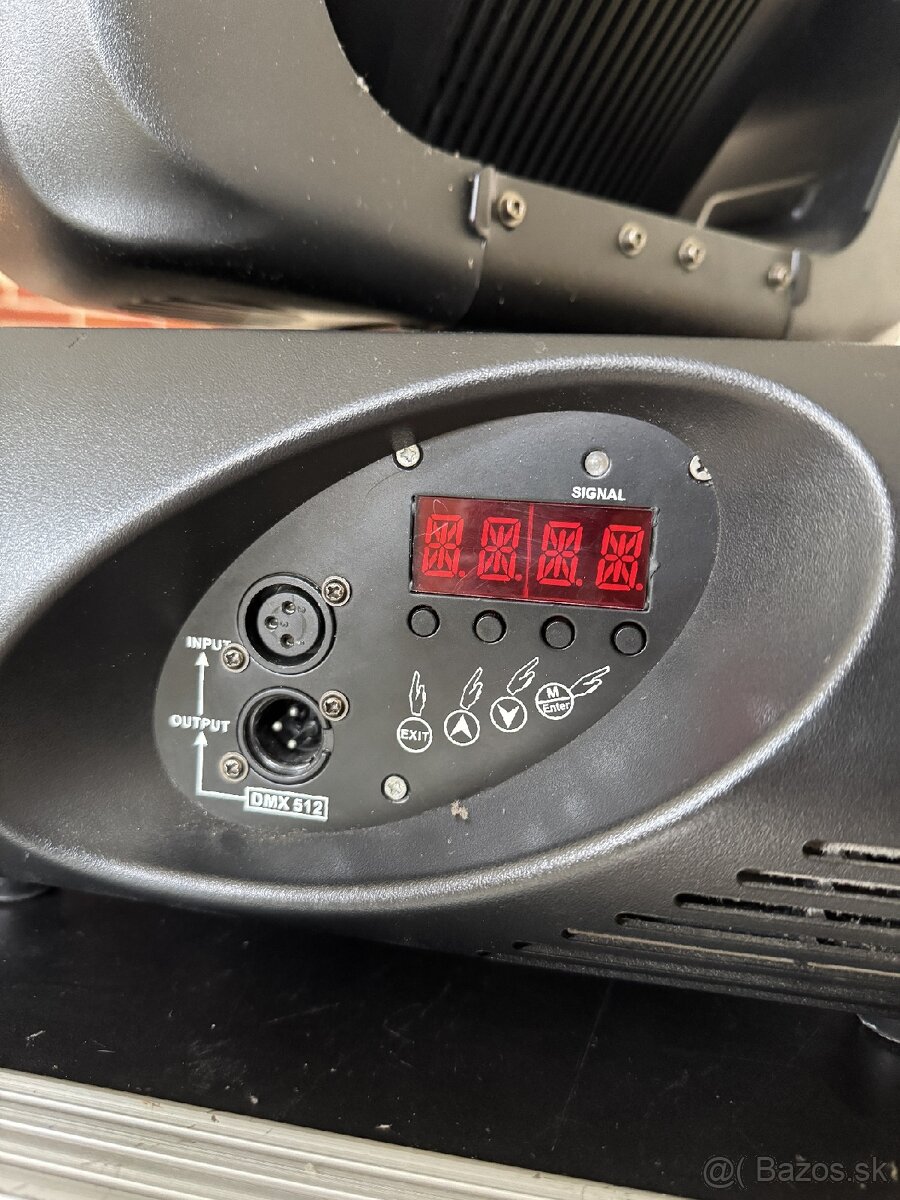 SIGNAL
INPUT
OUTPUT
DMX 512
EXIT
M
Enter
@( Bazos.sk